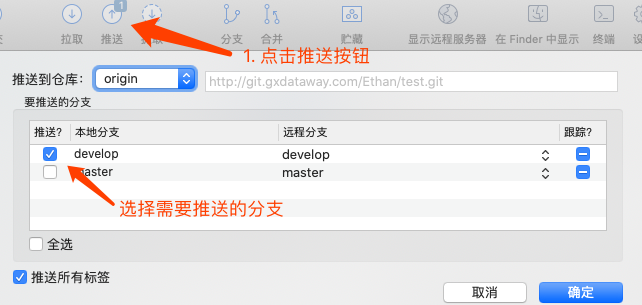 拉取
推送
1
分支
合并
贮藏
显示远程服务器
在 Finder 中显示
终端
1. 点击推送按钮
推送到仓库：
origin
http://git.gxdataway.com/Ethan/test.git
要推送的分支
推送?
本地分支
远程分支
跟踪?
develop
develop
master
master
选择需要推送的分支
全选
推送所有标签
取消
确定